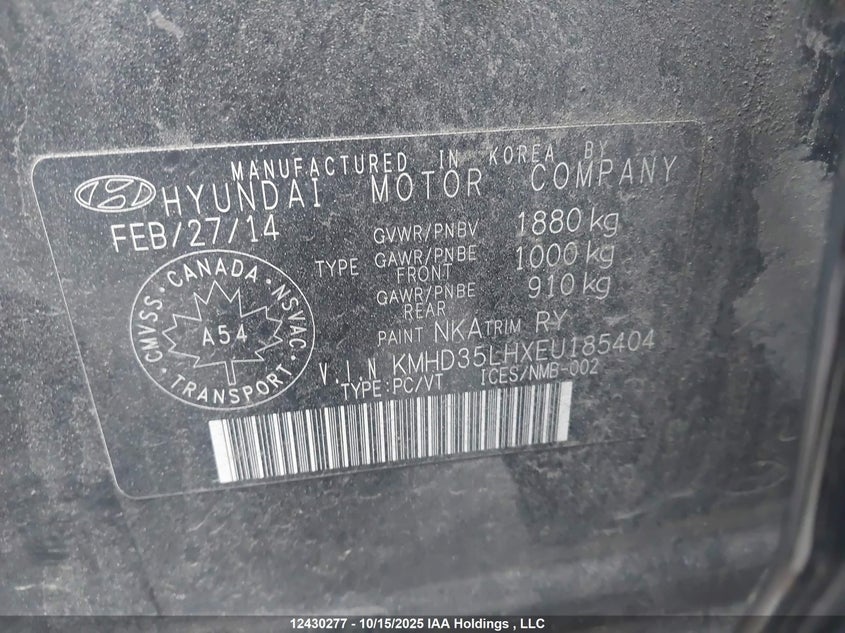 MANUFACTURED IN KOREA BY
HYUNDAI MOTOR COMPANY
FEB/27/14
GVWR/PNBV 1880 kg
TYPE GAWR/PNBE FRONT 1000 kg
GAWR/PNBE REAR 910 kg
PAINT NKA TRIM RY
V.I.N KMHD35LHXEU185404
TYPE:PC/VT ICES/NMB-002
CMVSS · CANADA · NSVAC · TRANSPORT ·
A54
12430277 - 10/15/2025 IAA Holdings , LLC